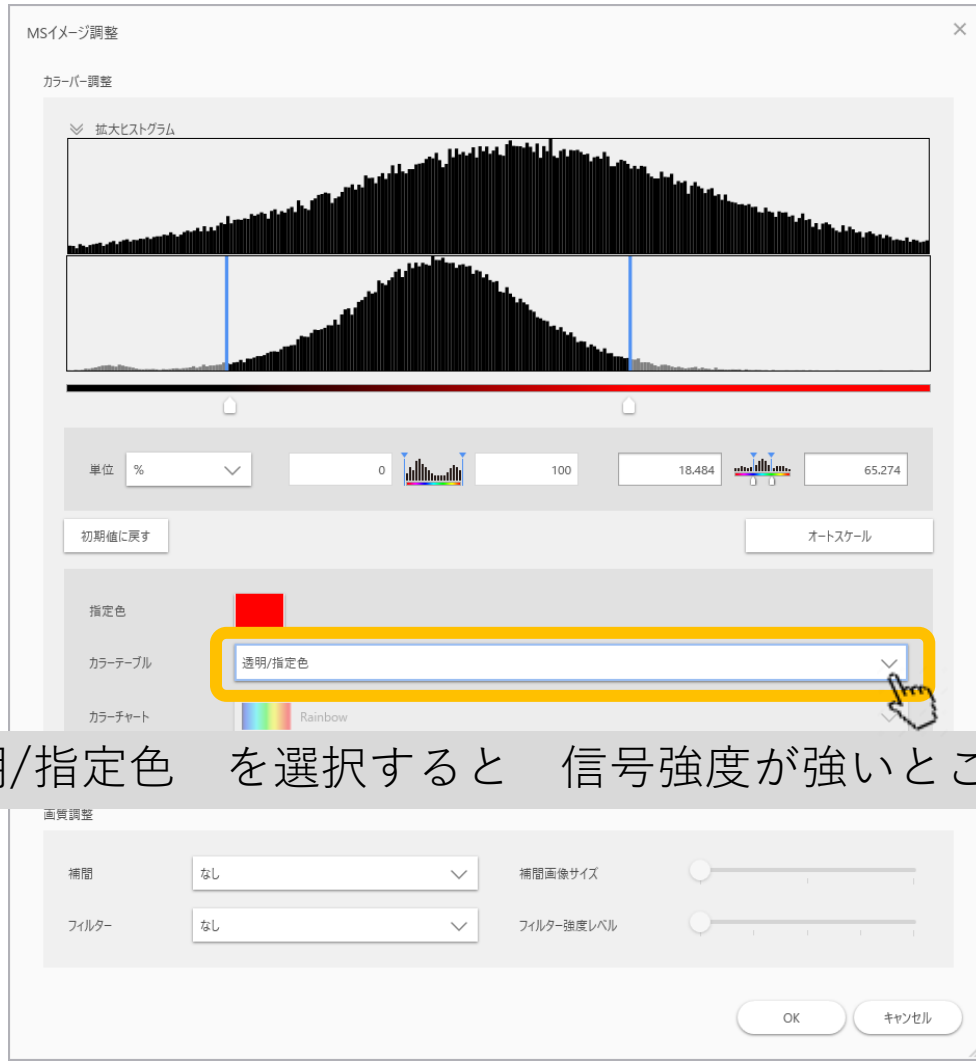 MSイメージ調整
カラーバー調整
拡大ヒストグラム
単位 % 0 100 18.484 65.274
初期値に戻す オートスケール
指定色
カラーテーブル 透明/指定色
カラーチャート Rainbow
/指定色 を選択すると 信号強度が強いとこ
画質調整
補間 なし 補間画像サイズ
フィルター なし フィルター強度レベル
OK キャンセル